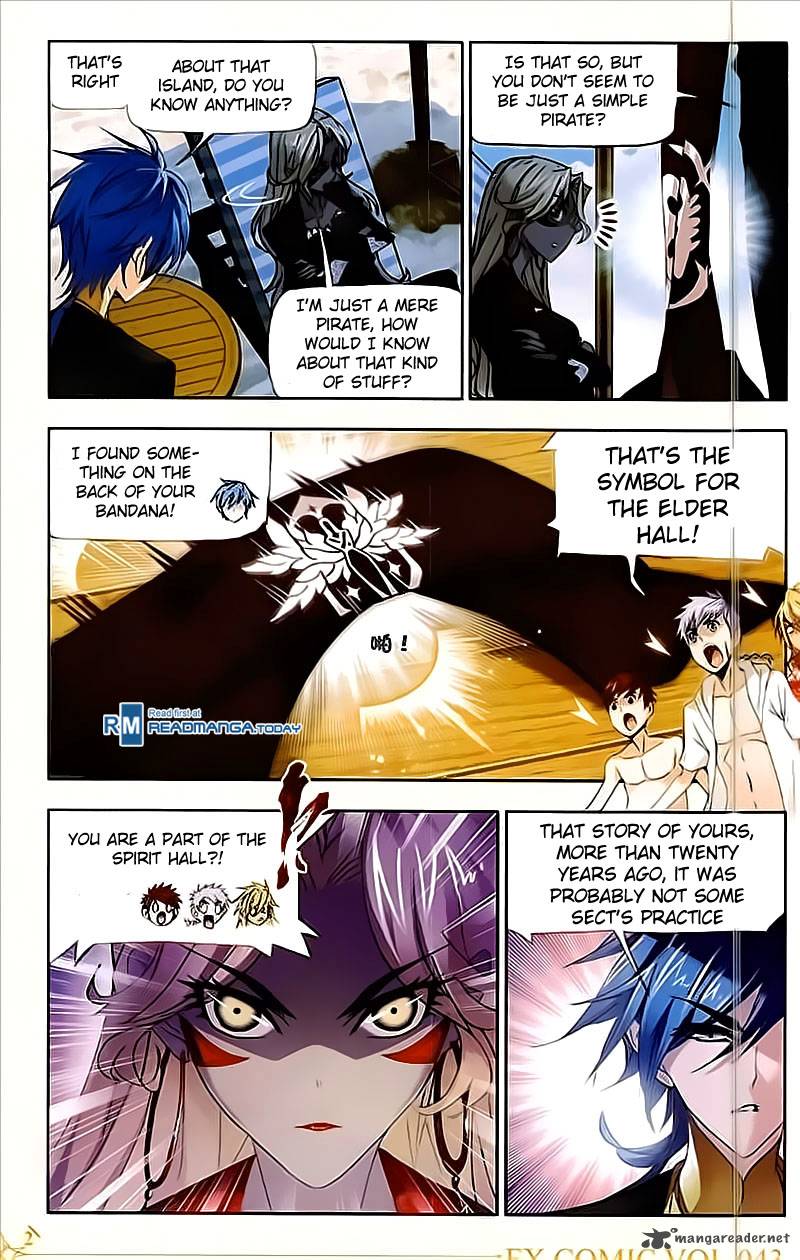 THAT'S
RIGHT
ABOUT THAT
ISLAND, DO YOU
KNOW ANYTHING?
I'M JUST A MERE
PIRATE, HOW
WOULD I KNOW
ABOUT THAT KIND
OF STUFF?
IS THAT SO, BUT
YOU DON'T SEEM TO
BE JUST A SIMPLE
PIRATE?
I FOUND SOME-
THING ON THE
BACK OF YOUR
BANDANA!
THAT'S THE
SYMBOL FOR
THE ELDER
HALL!
RM
Read first at
READMANGA.TODAY
YOU ARE A PART OF THE
SPIRIT HALL?!
THAT STORY OF YOURS,
MORE THAN TWENTY
YEARS AGO, IT WAS
PROBABLY NOT SOME
SECT'S PRACTICE
2
mangareader.net